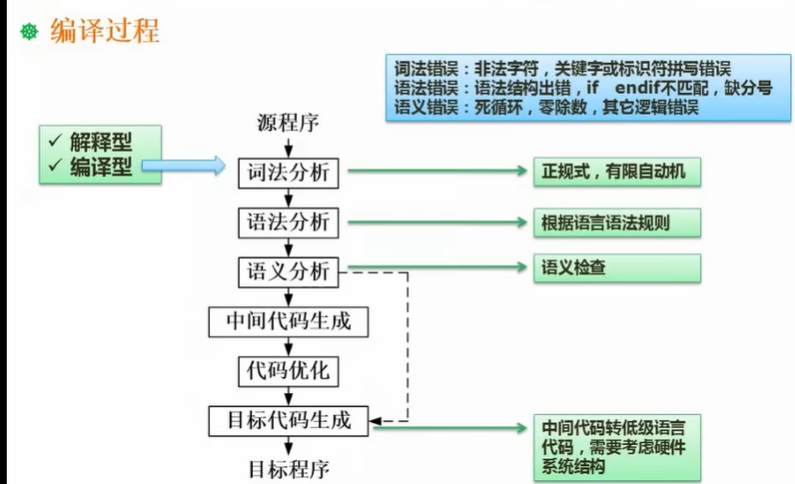 编译过程
词法错误：非法字符，关键字或标识符拼写错误
语法错误：语法结构出错，if endif不匹配，缺分号
语义错误：死循环，零除数，其它逻辑错误
✓ 解释型
✓ 编译型
源程序
词法分析
正规式，有限自动机
语法分析
根据语言语法规则
语义分析
语义检查
中间代码生成
代码优化
目标代码生成
中间代码转低级语言
代码，需要考虑硬件
系统结构
目标程序